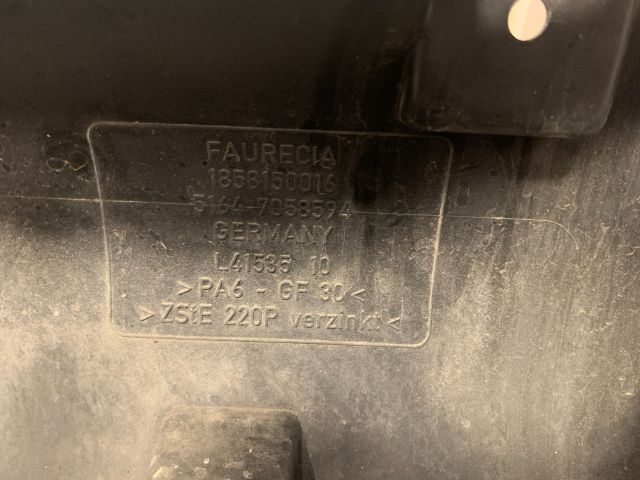 FAURECIA
1858150016
5164-7058594
GERMANY
L41535 10
>PA6 - GF 30<
>ZStE 220P verzinkt<